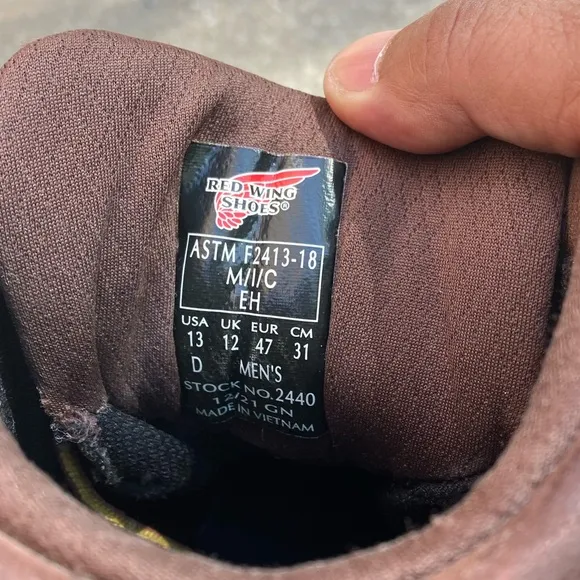 RED WING
SHOES®
ASTM F2413-18
M/I/C
EH
USA UK EUR CM
13 12 47 31
D MEN'S
STOCK NO.2440
12/21 GN
MADE IN VIETNAM